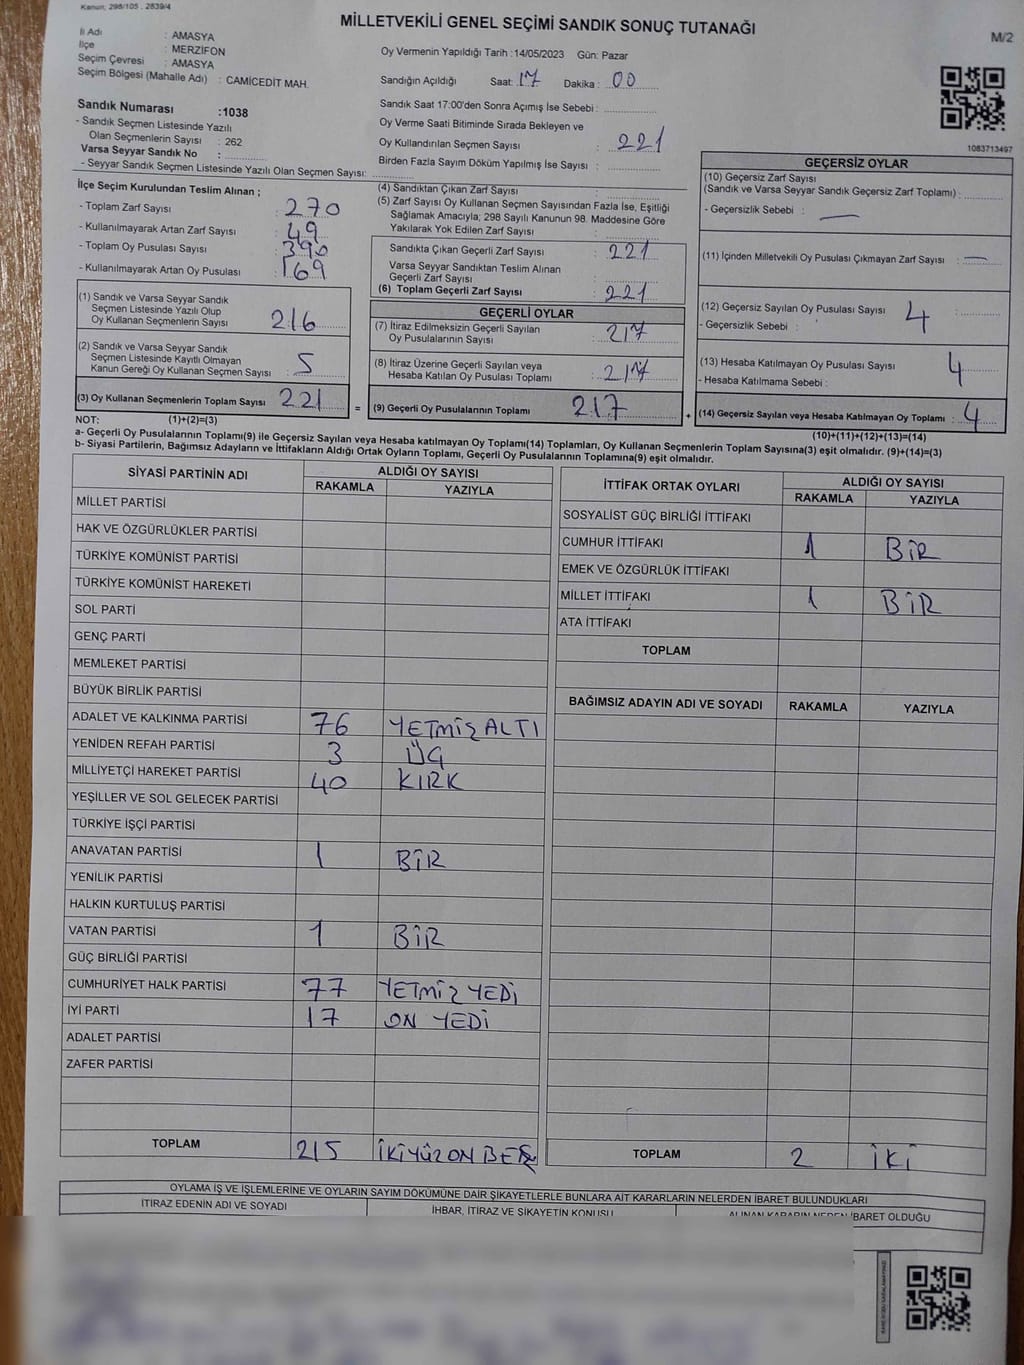 Kanun; 298/105 , 2839/4
MİLLETVEKİLİ GENEL SEÇİMİ SANDIK SONUÇ TUTANAĞI
M/2
İl Adı : AMASYA
İlçe : MERZİFON
Seçim Çevresi : AMASYA
Seçim Bölgesi (Mahalle Adı) : CAMİCEDİT MAH.
Oy Vermenin Yapıldığı Tarih :14/05/2023 Gün: Pazar
Sandığın Açıldığı Saat: 17 Dakika : 00
Sandık Numarası :1038
- Sandık Seçmen Listesinde Yazılı
Olan Seçmenlerin Sayısı : 262
Varsa Seyyar Sandık No :
- Seyyar Sandık Seçmen Listesinde Yazılı Olan Seçmen Sayısı:
Sandık Saat 17:00'den Sonra Açımış İse Sebebi :
Oy Verme Saati Bitiminde Sırada Bekleyen ve
Oy Kullandırılan Seçmen Sayısı : 221
Birden Fazla Sayım Döküm Yapılmış İse Sayısı :
1083713497
İlçe Seçim Kurulundan Teslim Alınan ;
- Toplam Zarf Sayısı : 270
- Kullanılmayarak Artan Zarf Sayısı : 49
- Toplam Oy Pusulası Sayısı : 390
- Kullanılmayarak Artan Oy Pusulası : 169
(4) Sandıktan Çıkan Zarf Sayısı :
(5) Zarf Sayısı Oy Kullanan Seçmen Sayısından Fazla İse, Eşitliği
Sağlamak Amacıyla; 298 Sayılı Kanunun 98. Maddesine Göre
Yakılarak Yok Edilen Zarf Sayısı :
Sandıkta Çıkan Geçerli Zarf Sayısı : 221
Varsa Seyyar Sandıktan Teslim Alınan
Geçerli Zarf Sayısı :
(6) Toplam Geçerli Zarf Sayısı : 221
GEÇERSİZ OYLAR
(10) Geçersiz Zarf Sayısı
(Sandık ve Varsa Seyyar Sandık Geçersiz Zarf Toplamı) :
- Geçersizlik Sebebi : —
(11) İçinden Milletvekili Oy Pusulası Çıkmayan Zarf Sayısı : —
(12) Geçersiz Sayılan Oy Pusulası Sayısı : 4
- Geçersizlik Sebebi :
(13) Hesaba Katılmayan Oy Pusulası Sayısı : 4
- Hesaba Katılmama Sebebi :
(14) Geçersiz Sayılan veya Hesaba Katılmayan Oy Toplamı : 4
(10)+(11)+(12)+(13)=(14)
(1) Sandık ve Varsa Seyyar Sandık
Seçmen Listesinde Yazılı Olup
Oy Kullanan Seçmenlerin Sayısı : 216
(2) Sandık ve Varsa Seyyar Sandık
Seçmen Listesinde Kayıtlı Olmayan
Kanun Gereği Oy Kullanan Seçmen Sayısı : 5
(3) Oy Kullanan Seçmenlerin Toplam Sayısı : 221
GEÇERLİ OYLAR
(7) İtiraz Edilmeksizin Geçerli Sayılan
Oy Pusulalarının Sayısı : 217
(8) İtiraz Üzerine Geçerli Sayılan veya
Hesaba Katılan Oy Pusulası Toplamı : 217
= (9) Geçerli Oy Pusulalarının Toplamı : 217 +
NOT: (1)+(2)=(3)
a- Geçerli Oy Pusulalarının Toplamı(9) ile Geçersiz Sayılan veya Hesaba katılmayan Oy Toplamı(14) Toplamları, Oy Kullanan Seçmenlerin Toplam Sayısına(3) eşit olmalıdır. (9)+(14)=(3)
b- Siyasi Partilerin, Bağımsız Adayların ve İttifakların Aldığı Ortak Oyların Toplamı, Geçerli Oy Pusulalarının Toplamına(9) eşit olmalıdır.
SİYASİ PARTİNİN ADI ALDIĞI OY SAYISI
RAKAMLA YAZIYLA
MİLLET PARTİSİ
HAK VE ÖZGÜRLÜKLER PARTİSİ
TÜRKİYE KOMÜNİST PARTİSİ
TÜRKİYE KOMÜNİST HAREKETİ
SOL PARTİ
GENÇ PARTİ
MEMLEKET PARTİSİ
BÜYÜK BİRLİK PARTİSİ
ADALET VE KALKINMA PARTİSİ 76 YETMİŞ ALTI
YENİDEN REFAH PARTİSİ 3 ÜÇ
MİLLİYETÇİ HAREKET PARTİSİ 40 KIRK
YEŞİLLER VE SOL GELECEK PARTİSİ
TÜRKİYE İŞÇİ PARTİSİ
ANAVATAN PARTİSİ 1 BİR
YENİLİK PARTİSİ
HALKIN KURTULUŞ PARTİSİ
VATAN PARTİSİ 1 BİR
GÜÇ BİRLİĞİ PARTİSİ
CUMHURİYET HALK PARTİSİ 77 YETMİŞ YEDİ
İYİ PARTİ 17 ON YEDİ
ADALET PARTİSİ
ZAFER PARTİSİ
TOPLAM 215 İKİYÜZ ON BEŞ
İTTİFAK ORTAK OYLARI ALDIĞI OY SAYISI
RAKAMLA YAZIYLA
SOSYALİST GÜÇ BİRLİĞİ İTTİFAKI
CUMHUR İTTİFAKI 1 BİR
EMEK VE ÖZGÜRLÜK İTTİFAKI
MİLLET İTTİFAKI 1 BİR
ATA İTTİFAKI
TOPLAM
BAĞIMSIZ ADAYIN ADI VE SOYADI RAKAMLA YAZIYLA
TOPLAM 2 İKİ
OYLAMA İŞ VE İŞLEMLERİNE VE OYLARIN SAYIM DÖKÜMÜNE DAİR ŞİKAYETLERLE BUNLARA AİT KARARLARIN NELERDEN İBARET BULUNDUKLARI
İTİRAZ EDENİN ADI VE SOYADI İHBAR, İTİRAZ VE ŞİKAYETİN KONUSU ALINAN KARARIN NEDEN İBARET OLDUĞU